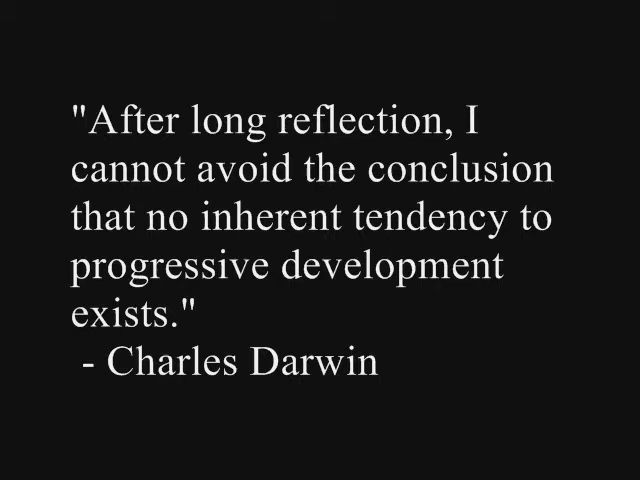 "After long reflection, I
cannot avoid the conclusion
that no inherent tendency to
progressive development
exists."
- Charles Darwin